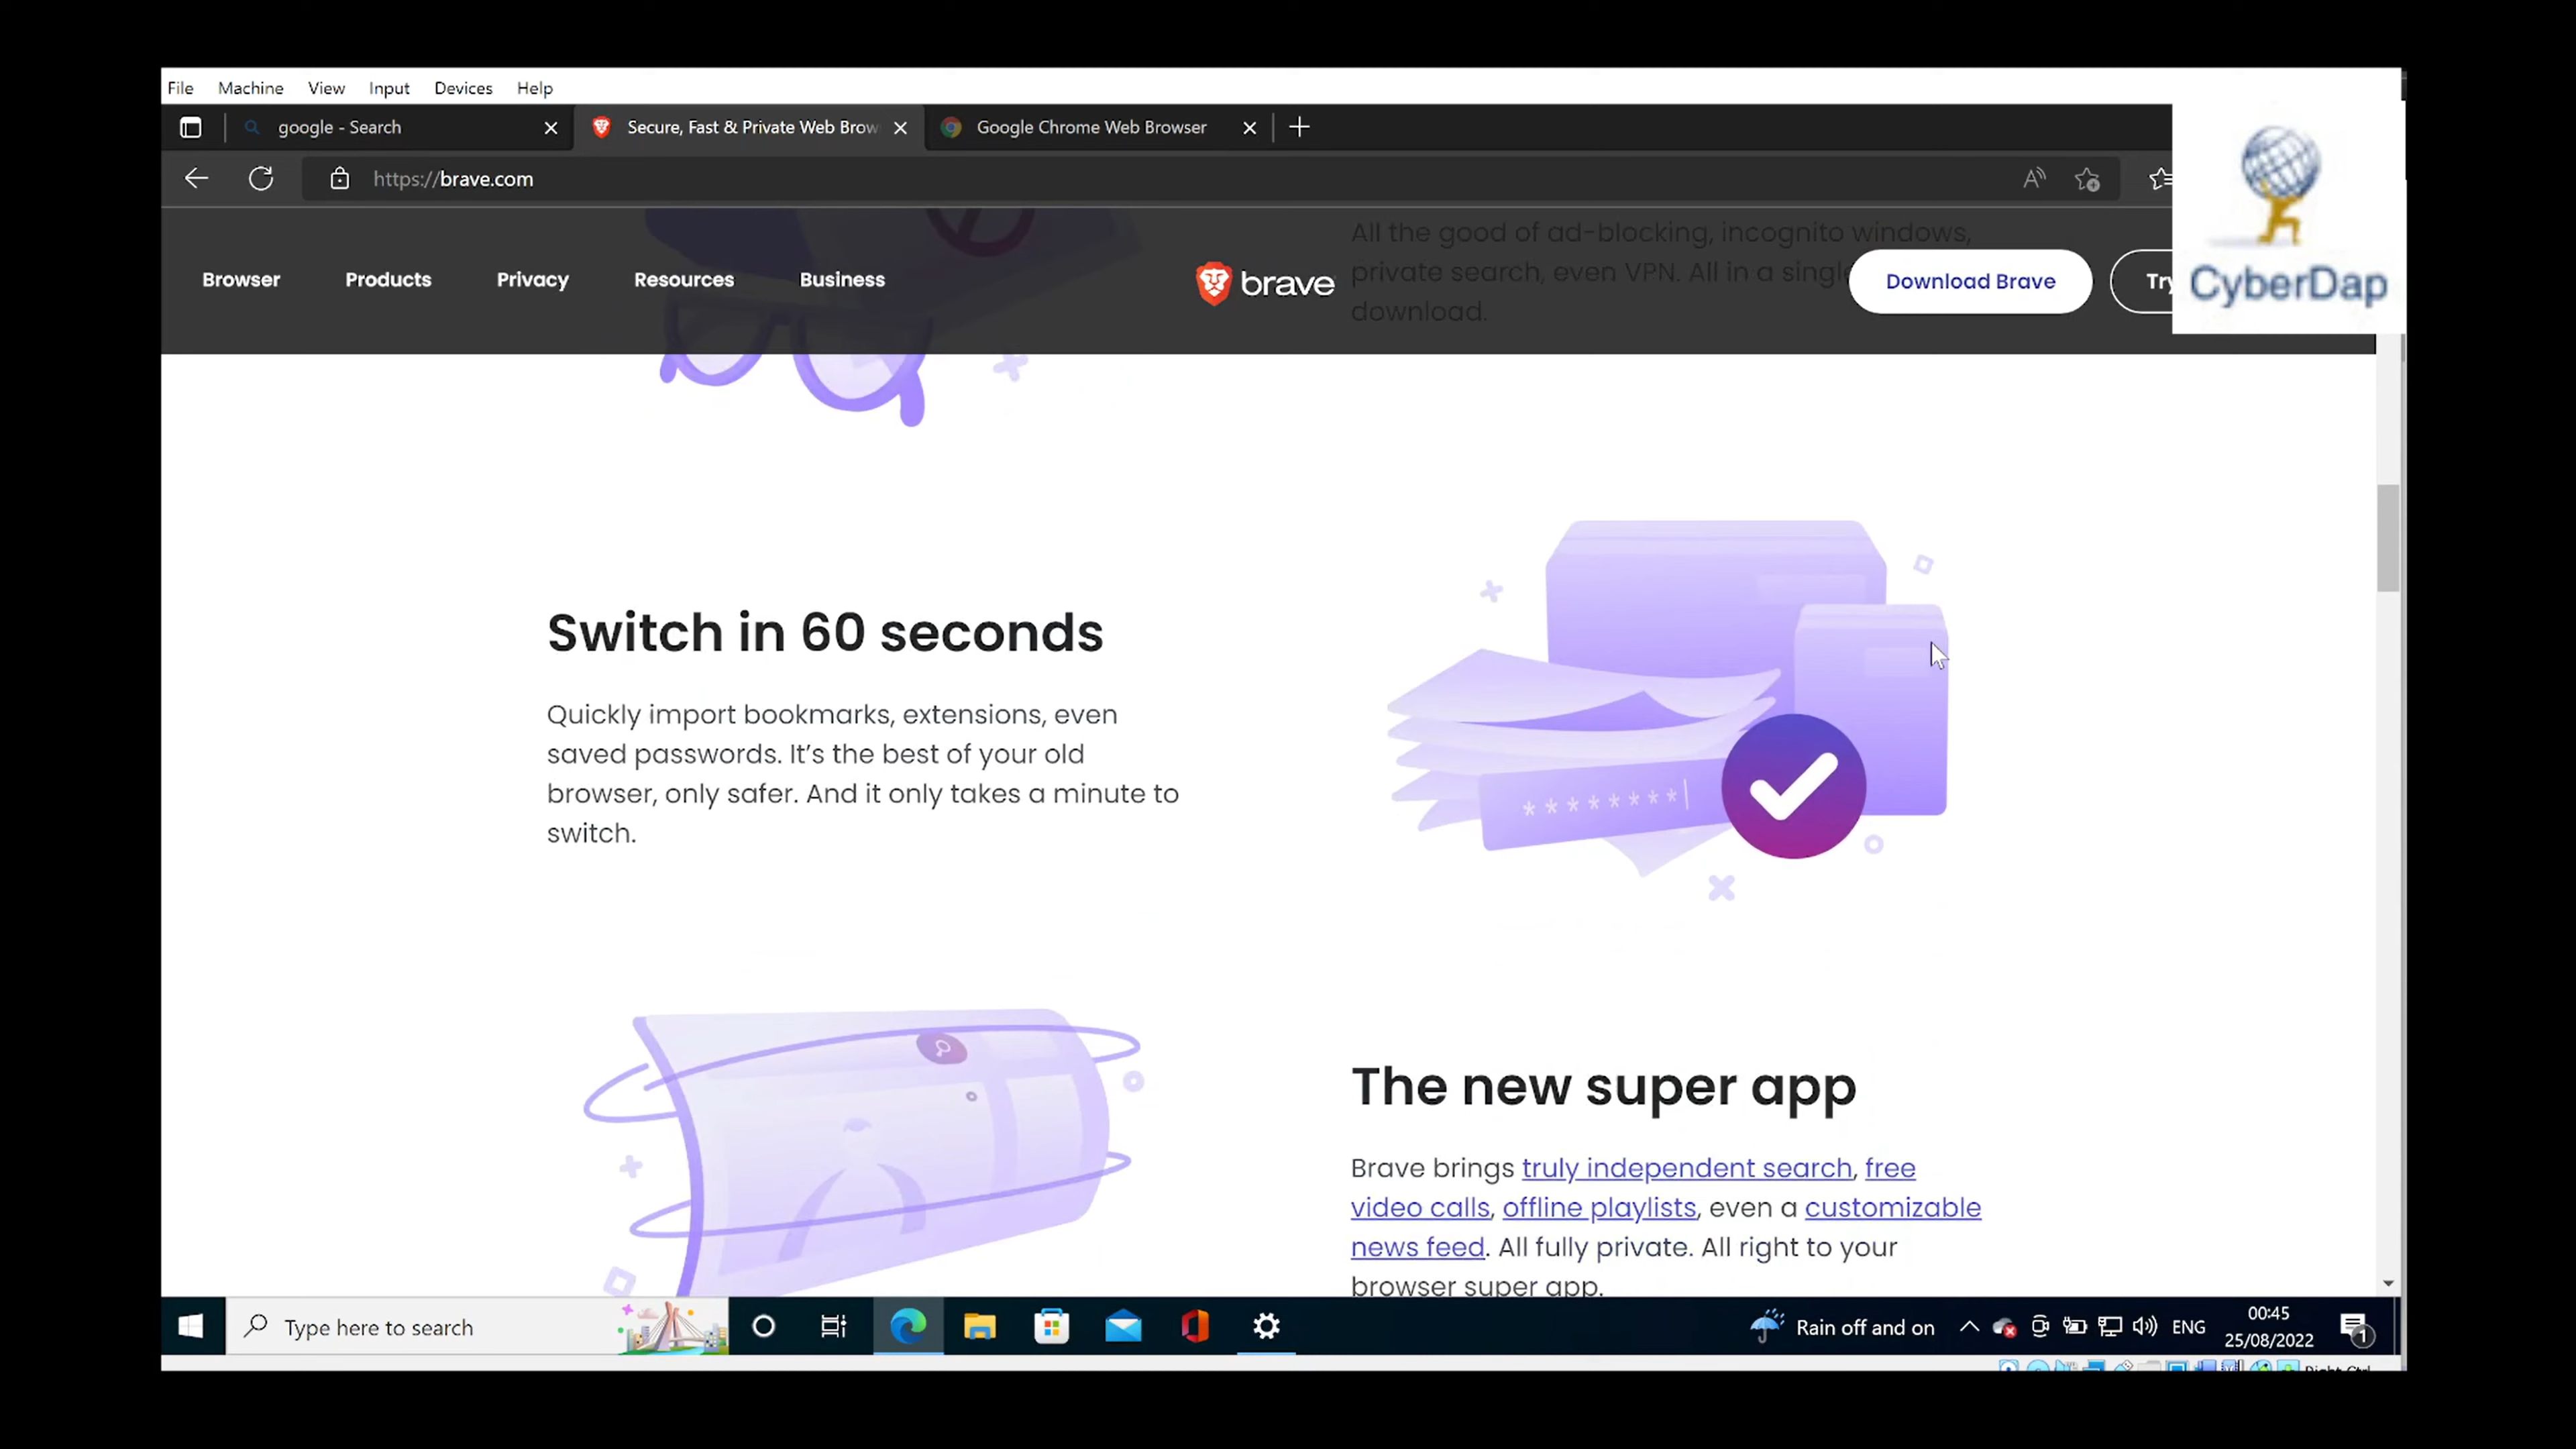 File Machine View Input Devices Help
google - Search
Secure, Fast & Private Web Brow
Google Chrome Web Browser
https://brave.com
Browser Products Privacy Resources Business
brave
Download Brave
Try
CyberDap
All the good of ad-blocking, incognito windows,
private search, even VPN. All in a single
download.
Switch in 60 seconds
Quickly import bookmarks, extensions, even
saved passwords. It's the best of your old
browser, only safer. And it only takes a minute to
switch.
********|
The new super app
Brave brings truly independent search, free
video calls, offline playlists, even a customizable
news feed. All fully private. All right to your
browser super app.
Type here to search
Rain off and on
ENG
00:45
25/08/2022
1
Right Ctrl